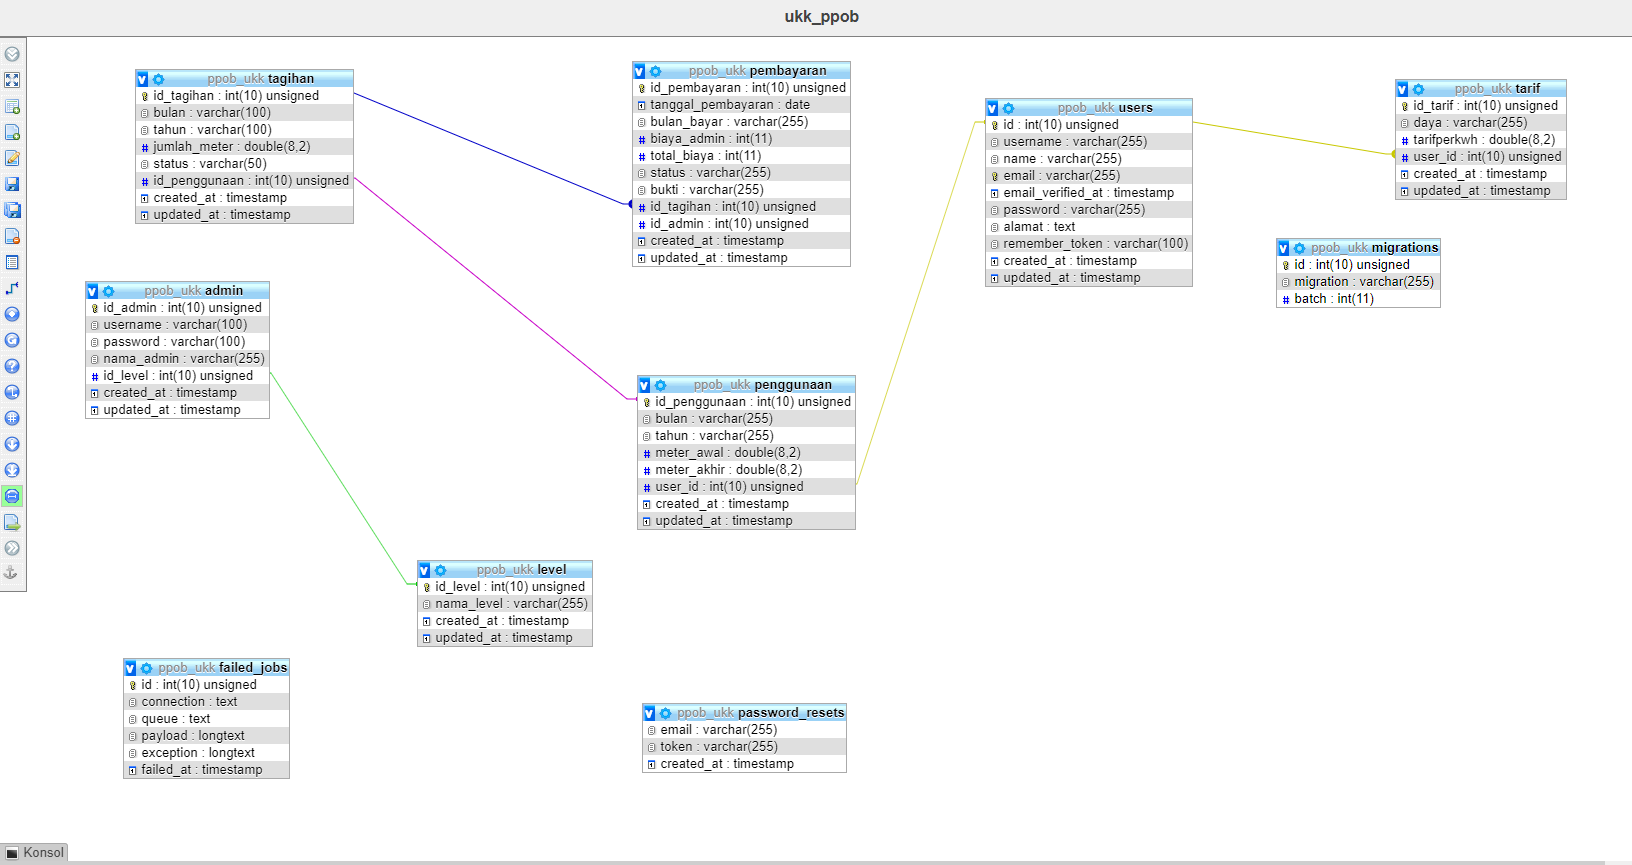 ukk_ppob
ppob_ukk tagihan
id_tagihan : int(10) unsigned
bulan : varchar(100)
tahun : varchar(100)
jumlah_meter : double(8,2)
status : varchar(50)
id_penggunaan : int(10) unsigned
created_at : timestamp
updated_at : timestamp
ppob_ukk pembayaran
id_pembayaran : int(10) unsigned
tanggal_pembayaran : date
bulan_bayar : varchar(255)
biaya_admin : int(11)
total_biaya : int(11)
status : varchar(255)
bukti : varchar(255)
id_tagihan : int(10) unsigned
id_admin : int(10) unsigned
created_at : timestamp
updated_at : timestamp
ppob_ukk users
id : int(10) unsigned
username : varchar(255)
name : varchar(255)
email : varchar(255)
email_verified_at : timestamp
password : varchar(255)
alamat : text
remember_token : varchar(100)
created_at : timestamp
updated_at : timestamp
ppob_ukk tarif
id_tarif : int(10) unsigned
daya : varchar(255)
tarifperkwh : double(8,2)
user_id : int(10) unsigned
created_at : timestamp
updated_at : timestamp
ppob_ukk migrations
id : int(10) unsigned
migration : varchar(255)
batch : int(11)
ppob_ukk admin
id_admin : int(10) unsigned
username : varchar(100)
password : varchar(100)
nama_admin : varchar(255)
id_level : int(10) unsigned
created_at : timestamp
updated_at : timestamp
ppob_ukk penggunaan
id_penggunaan : int(10) unsigned
bulan : varchar(255)
tahun : varchar(255)
meter_awal : double(8,2)
meter_akhir : double(8,2)
user_id : int(10) unsigned
created_at : timestamp
updated_at : timestamp
ppob_ukk level
id_level : int(10) unsigned
nama_level : varchar(255)
created_at : timestamp
updated_at : timestamp
ppob_ukk failed_jobs
id : int(10) unsigned
connection : text
queue : text
payload : longtext
exception : longtext
failed_at : timestamp
ppob_ukk password_resets
email : varchar(255)
token : varchar(255)
created_at : timestamp
Konsol